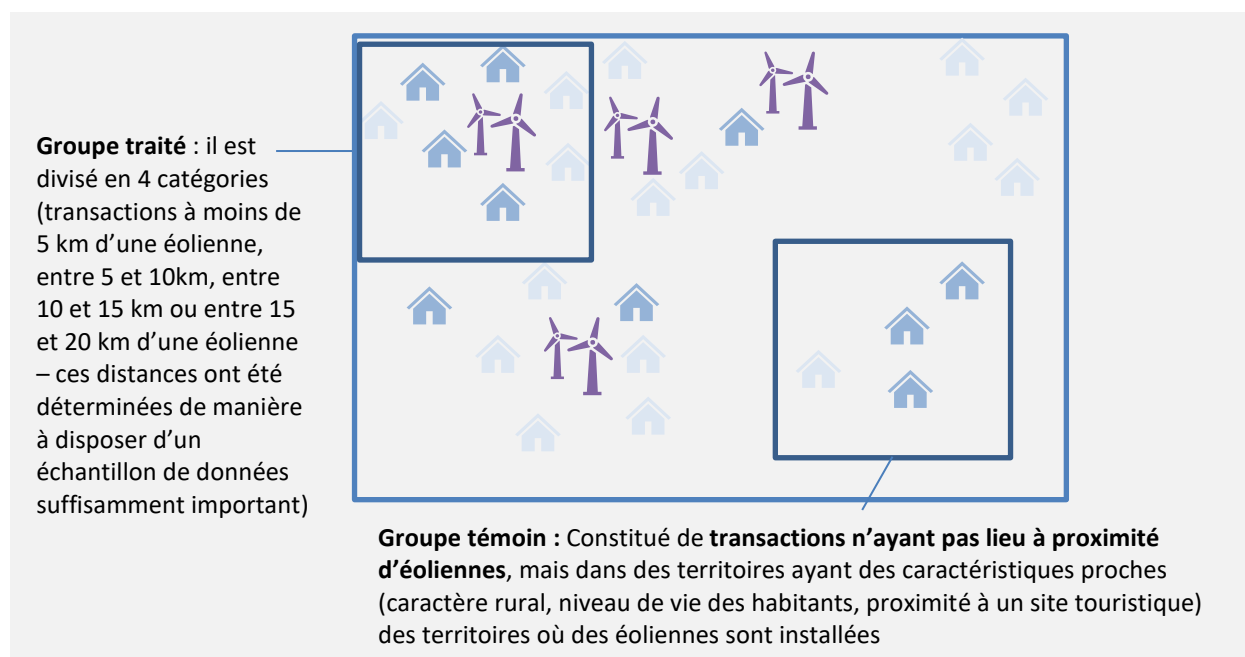 Groupe traité : il est
divisé en 4 catégories
(transactions à moins de
5 km d’une éolienne,
entre 5 et 10km, entre
10 et 15 km ou entre 15
et 20 km d’une éolienne
– ces distances ont été
déterminées de manière
à disposer d’un
échantillon de données
suffisamment important)
Groupe témoin : Constitué de transactions n’ayant pas lieu à proximité
d’éoliennes, mais dans des territoires ayant des caractéristiques proches
(caractère rural, niveau de vie des habitants, proximité à un site touristique)
des territoires où des éoliennes sont installées